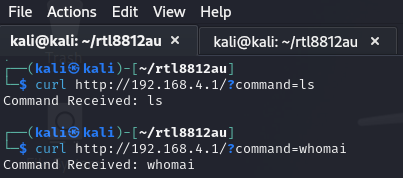 File Actions Edit View Help
kali@kali: ~/rtl8812au × kali@kali: ~/rtl8812au ×
┌──(kali㉿kali)-[~/rtl8812au]
└─$ curl http://192.168.4.1/?command=ls
Command Received: ls
┌──(kali㉿kali)-[~/rtl8812au]
└─$ curl http://192.168.4.1/?command=whomai
Command Received: whomai